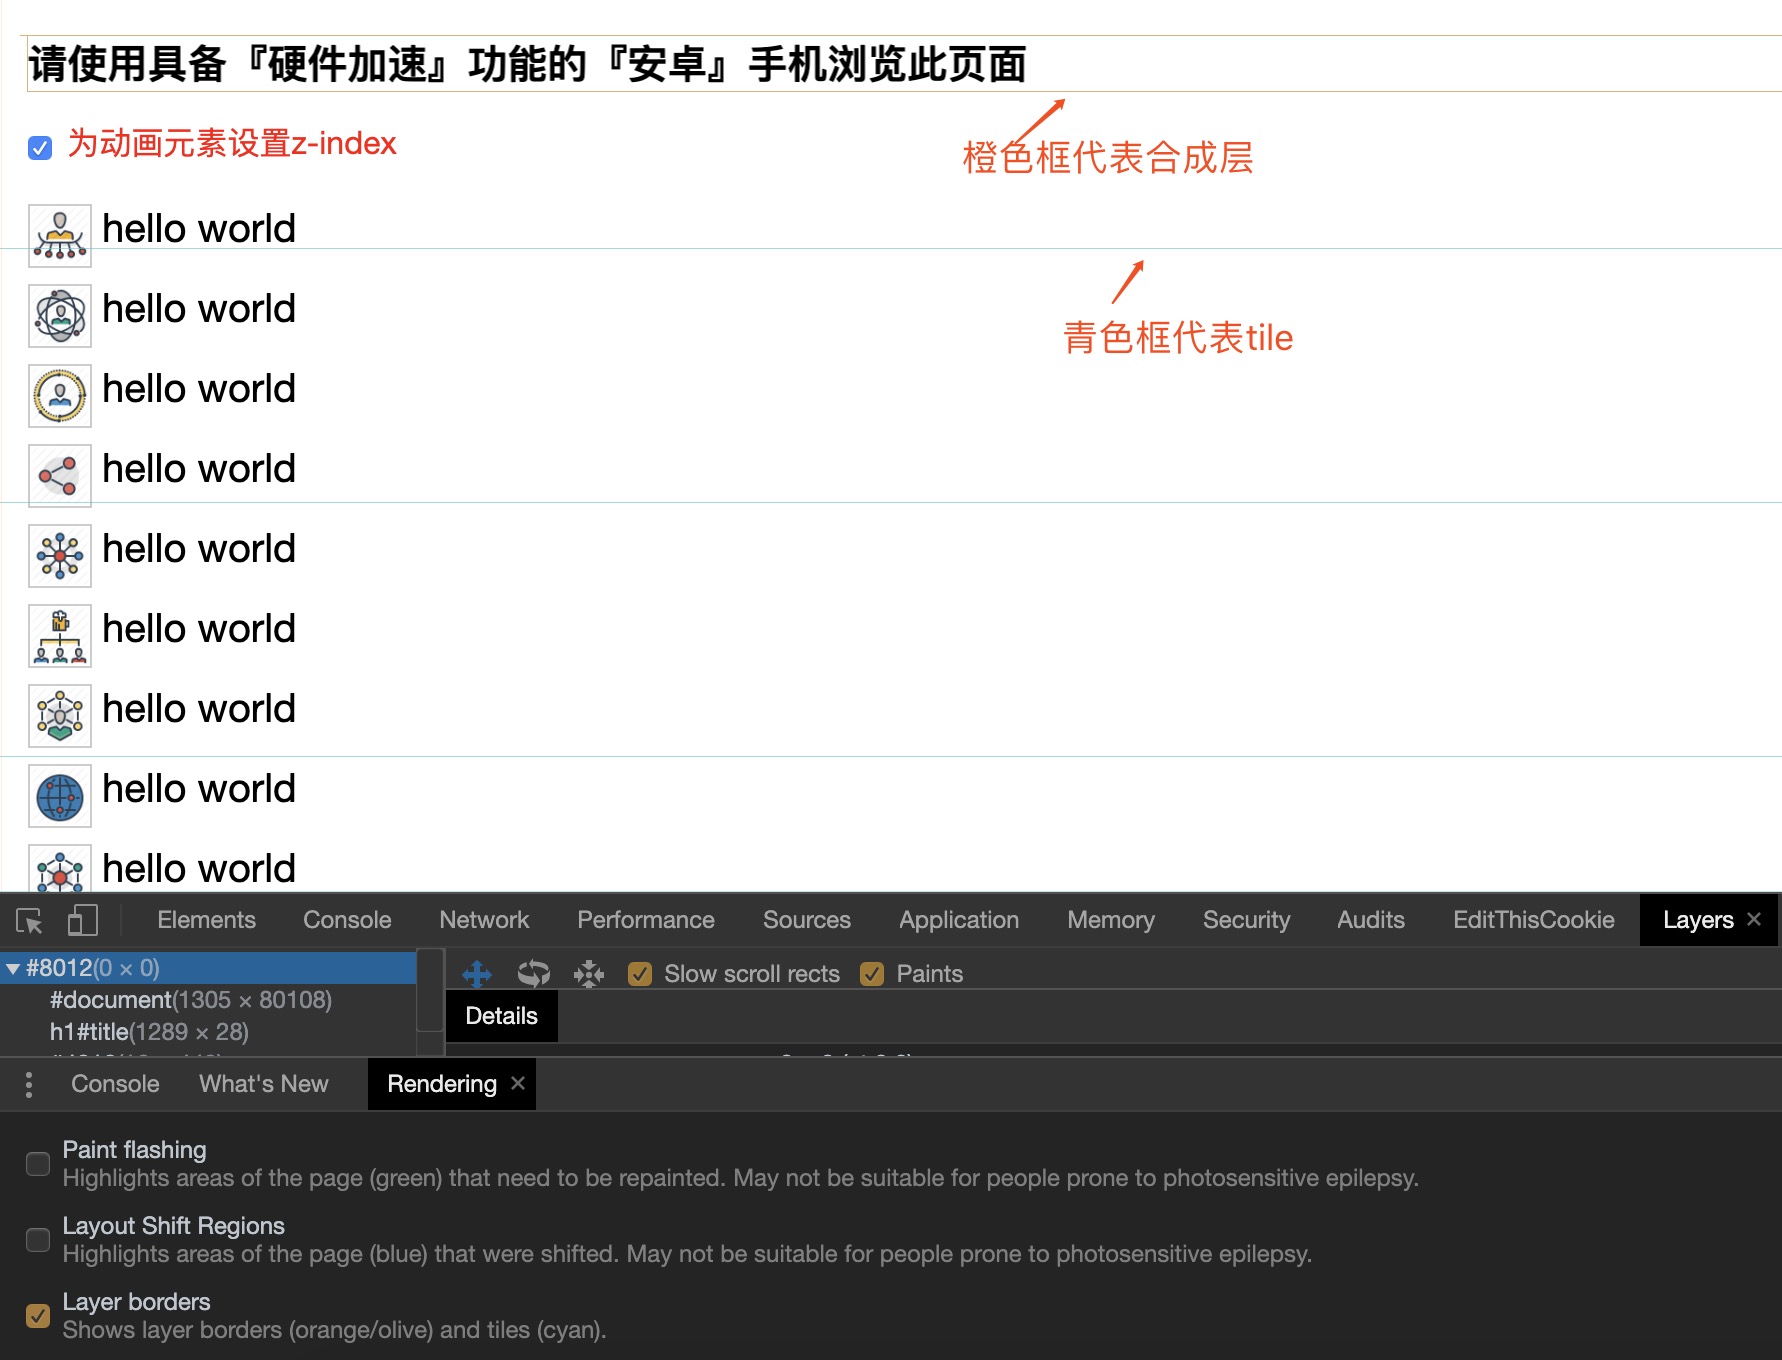 请使用具备『硬件加速』功能的『安卓』手机浏览此页面
为动画元素设置z-index
橙色框代表合成层
hello world
hello world
青色框代表tile
hello world
hello world
hello world
hello world
hello world
hello world
hello world
Elements Console Network Performance Sources Application Memory Security Audits EditThisCookie Layers ×
#8012(0 × 0)
Slow scroll rects Paints
#document(1305 × 80108)
Details
h1#title(1289 × 28)
Console What's New Rendering ×
Paint flashing
Highlights areas of the page (green) that need to be repainted. May not be suitable for people prone to photosensitive epilepsy.
Layout Shift Regions
Highlights areas of the page (blue) that were shifted. May not be suitable for people prone to photosensitive epilepsy.
Layer borders
Shows layer borders (orange/olive) and tiles (cyan).